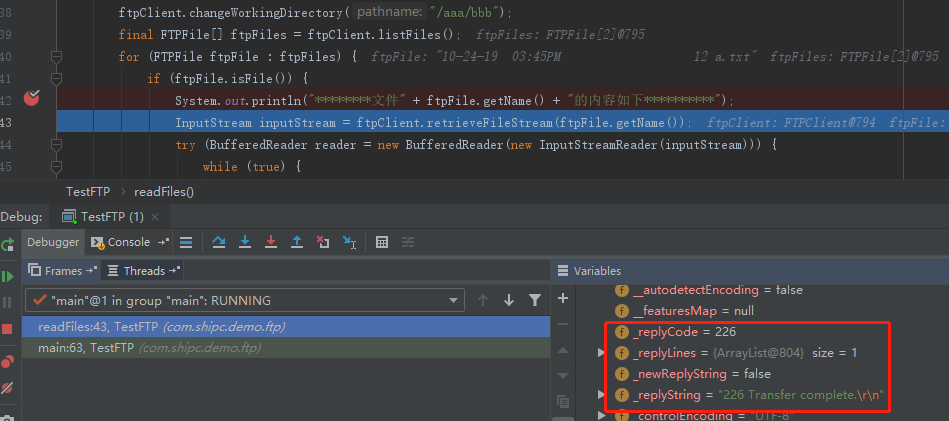 38 ftpClient.changeWorkingDirectory( pathname: "/aaa/bbb");
39 final FTPFile[] ftpFiles = ftpClient.listFiles(); ftpFiles: FTPFile[2]@795
40 for (FTPFile ftpFile : ftpFiles) { ftpFile: "10-24-19 03:45PM 12 a.txt" ftpFiles: FTPFile[2]@795
41 if (ftpFile.isFile()) {
42 System.out.println("********文件" + ftpFile.getName() + "的内容如下**********");
43 InputStream inputStream = ftpClient.retrieveFileStream(ftpFile.getName()); ftpClient: FTPClient@794 ftpFile:
44 try (BufferedReader reader = new BufferedReader(new InputStreamReader(inputStream))) {
45 while (true) {
TestFTP › readFiles()
Debug: TestFTP (1) ×
Debugger Console
Frames Threads Variables
"main"@1 in group "main": RUNNING
readFiles:43, TestFTP (com.shipc.demo.ftp)
main:63, TestFTP (com.shipc.demo.ftp)
__autodetectEncoding = false
__featuresMap = null
_replyCode = 226
_replyLines = {ArrayList@804} size = 1
_newReplyString = false
_replyString = "226 Transfer complete.\r\n"
_controlEncoding = "UTF-8"